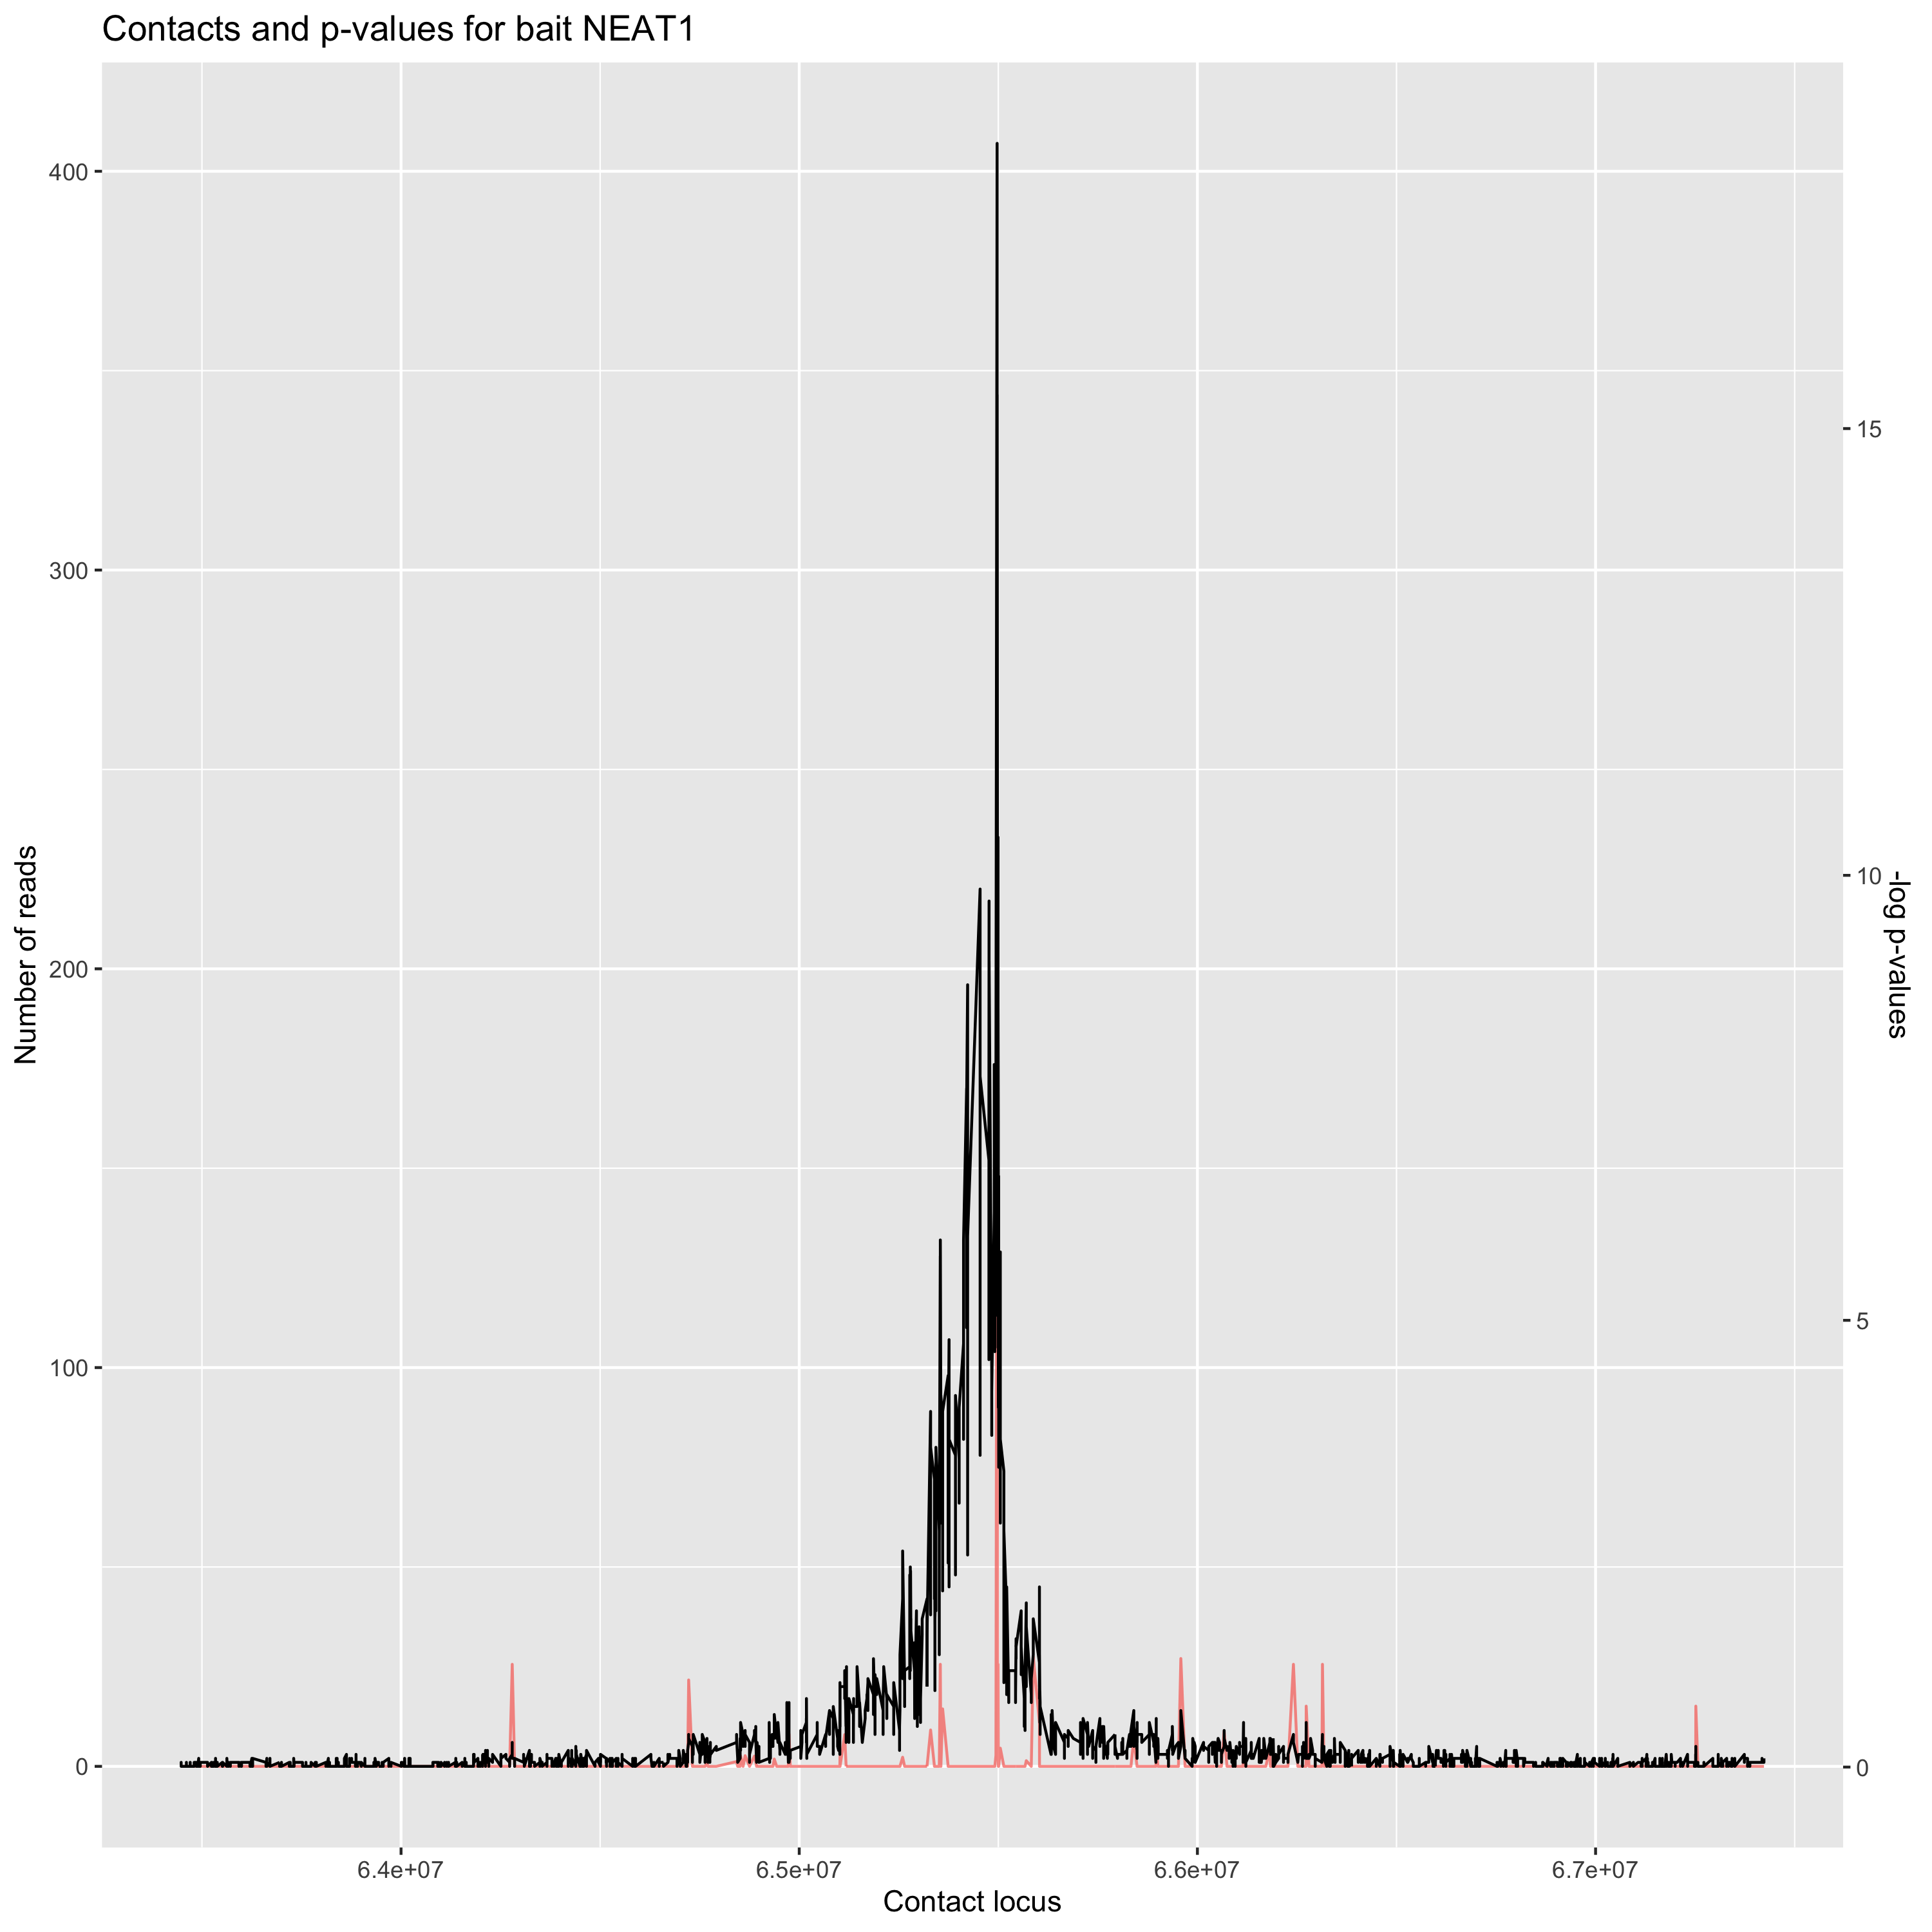 Contacts and p-values for bait NEAT1
400
300
200
100
0
Number of reads
15
10
5
0
-log p-values
6.4e+07
6.5e+07
6.6e+07
6.7e+07
Contact locus